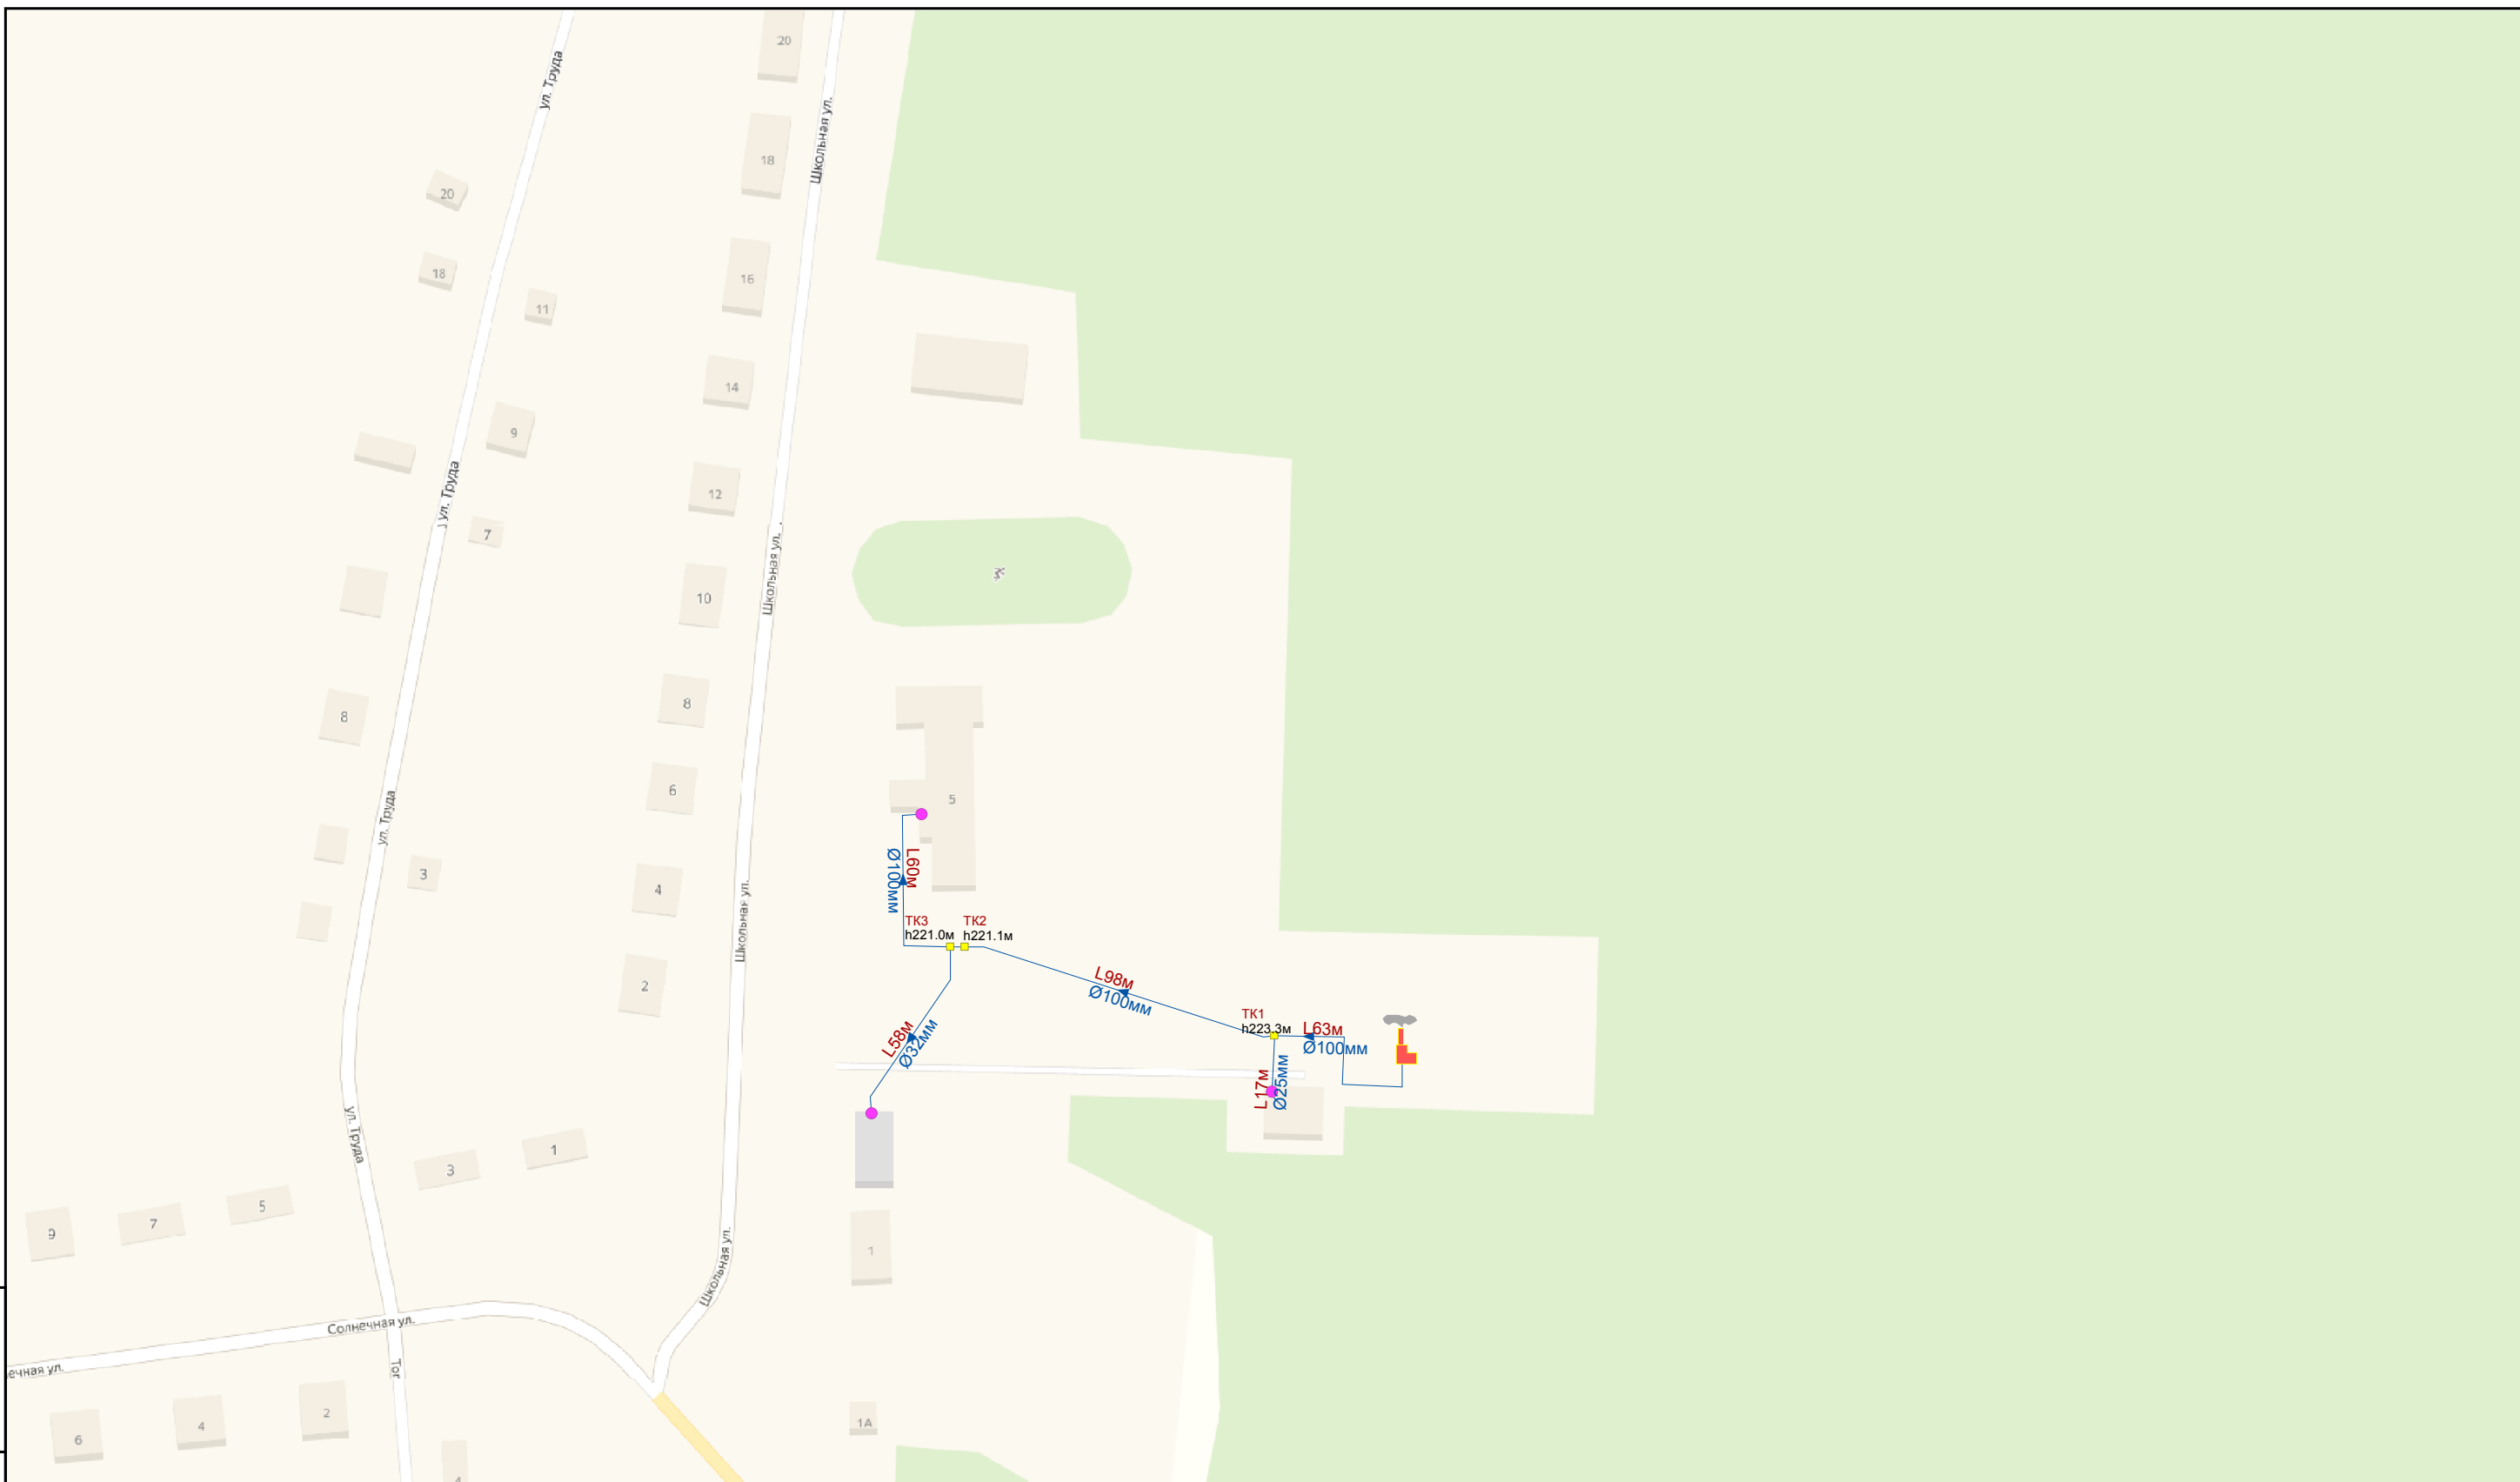 20
ул. Труда
Школьная ул.
18
20
18
16
11
14
9
ул. Труда
12
7
Школьная ул.
10
8
8
6
5
ул. Труда
3
4
L60м
Ø100мм
Школьная ул.
ТК3
h221.0м
ТК2
h221.1м
2
L98м
Ø100мм
ТК1
h223.3м
L63м
Ø100мм
L58м
Ø32мм
L17м
Ø25мм
ул. Труда
1
3
5
7
9
1
Школьная ул.
Солнечная ул.
ечная ул.
Тог
2
4
6
1А